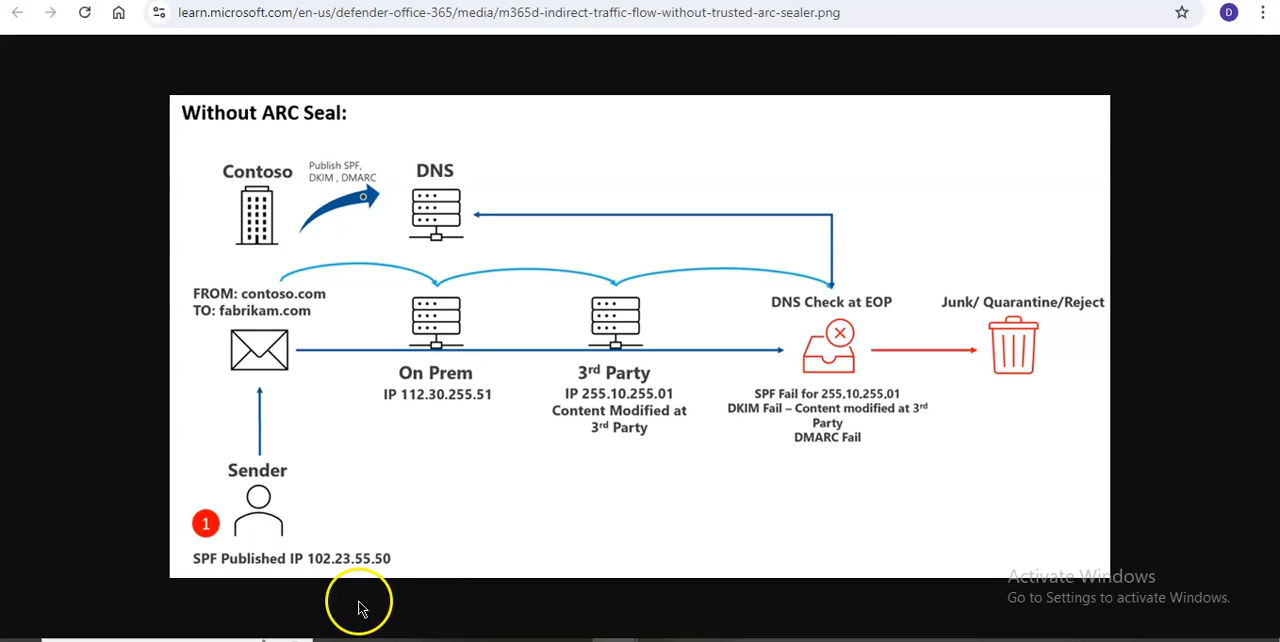 learn.microsoft.com/en-us/defender-office-365/media/m365d-indirect-traffic-flow-without-trusted-arc-sealer.png
D
Without ARC Seal:
Contoso
Publish SPF,
DKIM , DMARC
DNS
FROM: contoso.com
TO: fabrikam.com
DNS Check at EOP
Junk/ Quarantine/Reject
On Prem
IP 112.30.255.51
3rd Party
IP 255.10.255.01
Content Modified at
3rd Party
SPF Fail for 255.10.255.01
DKIM Fail – Content modified at 3rd
Party
DMARC Fail
Sender
1
SPF Published IP 102.23.55.50
Activate Windows
Go to Settings to activate Windows.